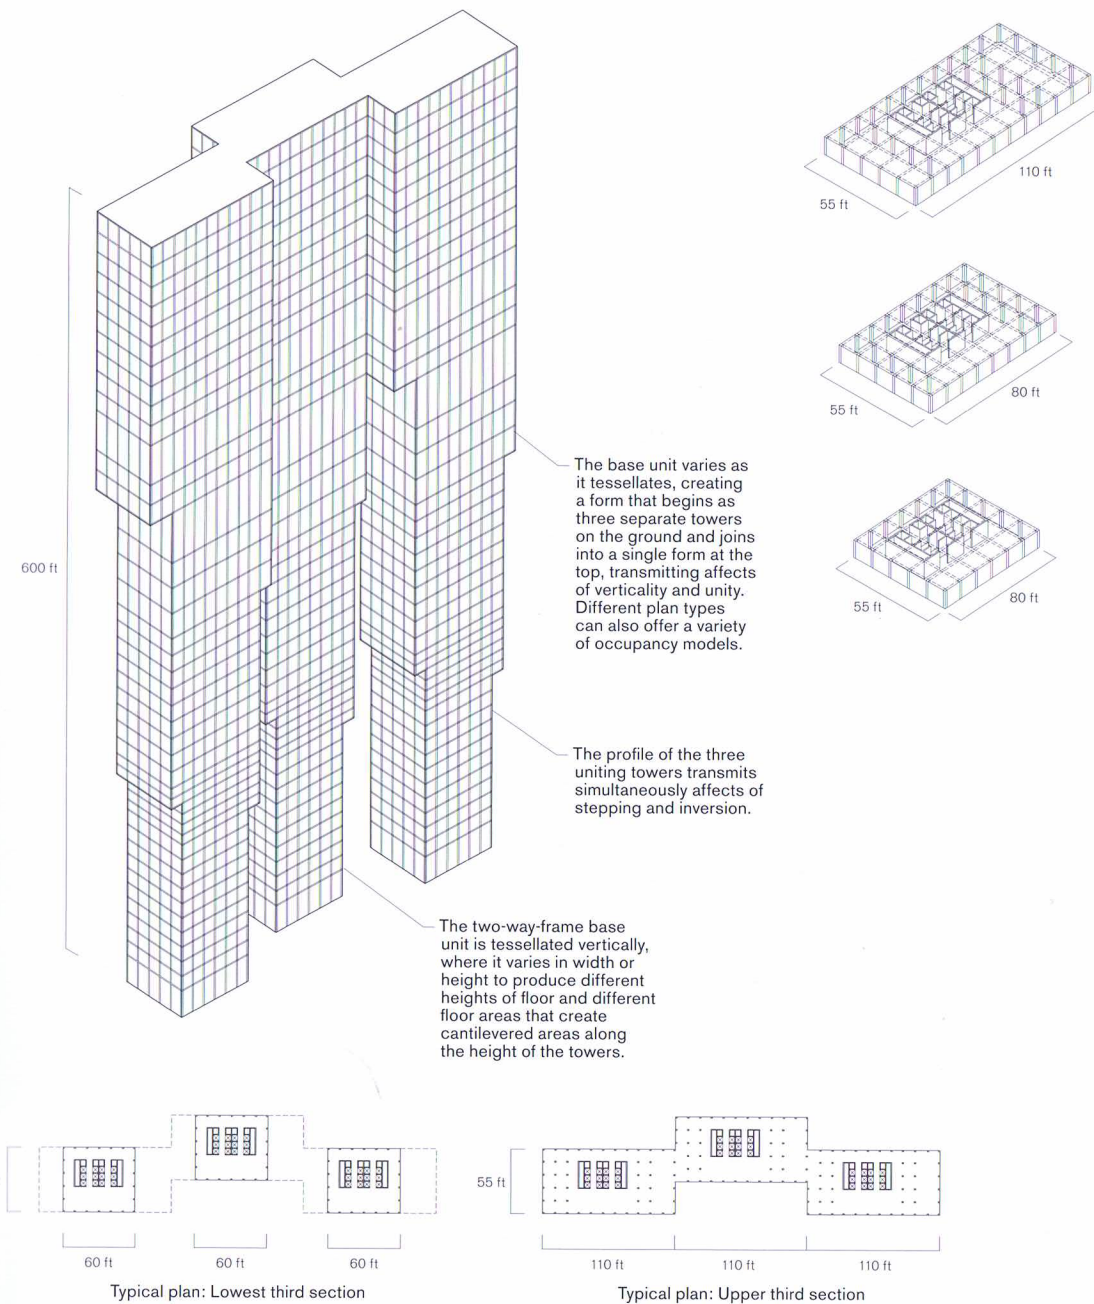 110 ft
55 ft
80 ft
55 ft
The base unit varies as
it tessellates, creating
a form that begins as
three separate towers
on the ground and joins
into a single form at the
top, transmitting affects
of verticality and unity.
Different plan types
can also offer a variety
of occupancy models.
600 ft
55 ft
80 ft
The profile of the three
uniting towers transmits
simultaneously affects of
stepping and inversion.
The two-way-frame base
unit is tessellated vertically,
where it varies in width or
height to produce different
heights of floor and different
floor areas that create
cantilevered areas along
the height of the towers.
60 ft
60 ft
60 ft
Typical plan: Lowest third section
55 ft
110 ft
110 ft
110 ft
Typical plan: Upper third section